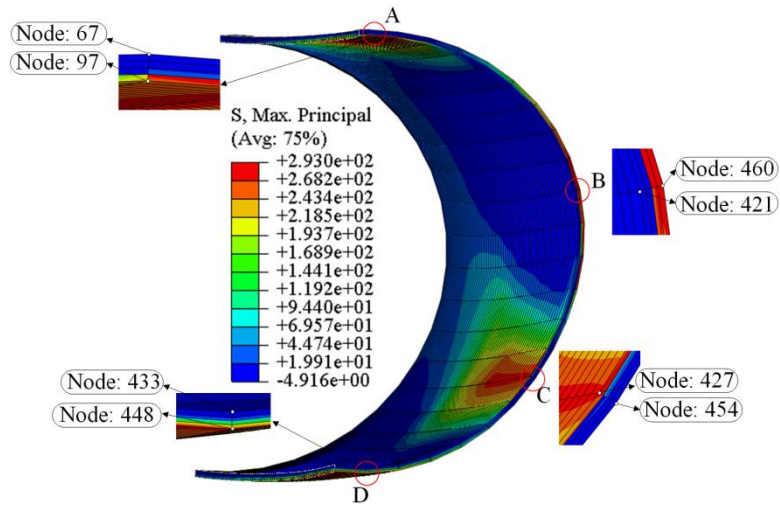 A
Node: 67
Node: 97
S, Max. Principal
(Avg: 75%)
+2.930e+02
+2.682e+02
+2.434e+02
+2.185e+02
+1.937e+02
+1.689e+02
+1.441e+02
+1.192e+02
+9.440e+01
+6.957e+01
+4.474e+01
+1.991e+01
-4.916e+00
B
Node: 460
Node: 421
Node: 433
Node: 448
C
Node: 427
Node: 454
D